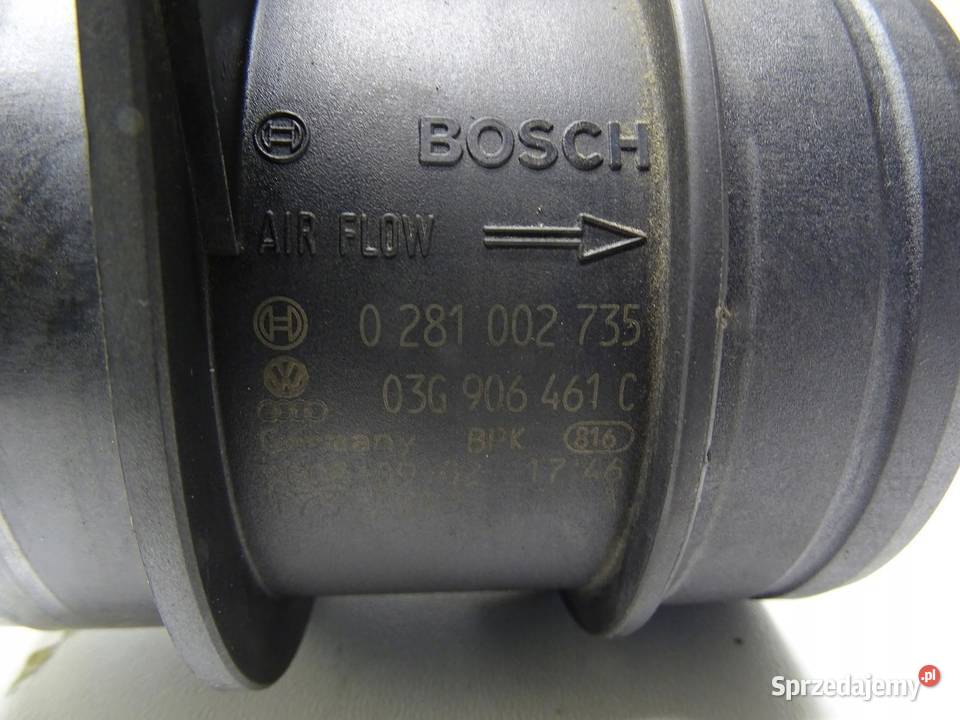 BOSCH
AIR FLOW
0 281 002 735
03G 906 461 C
Germany BPK 816
17:46
Sprzedajemy.pl